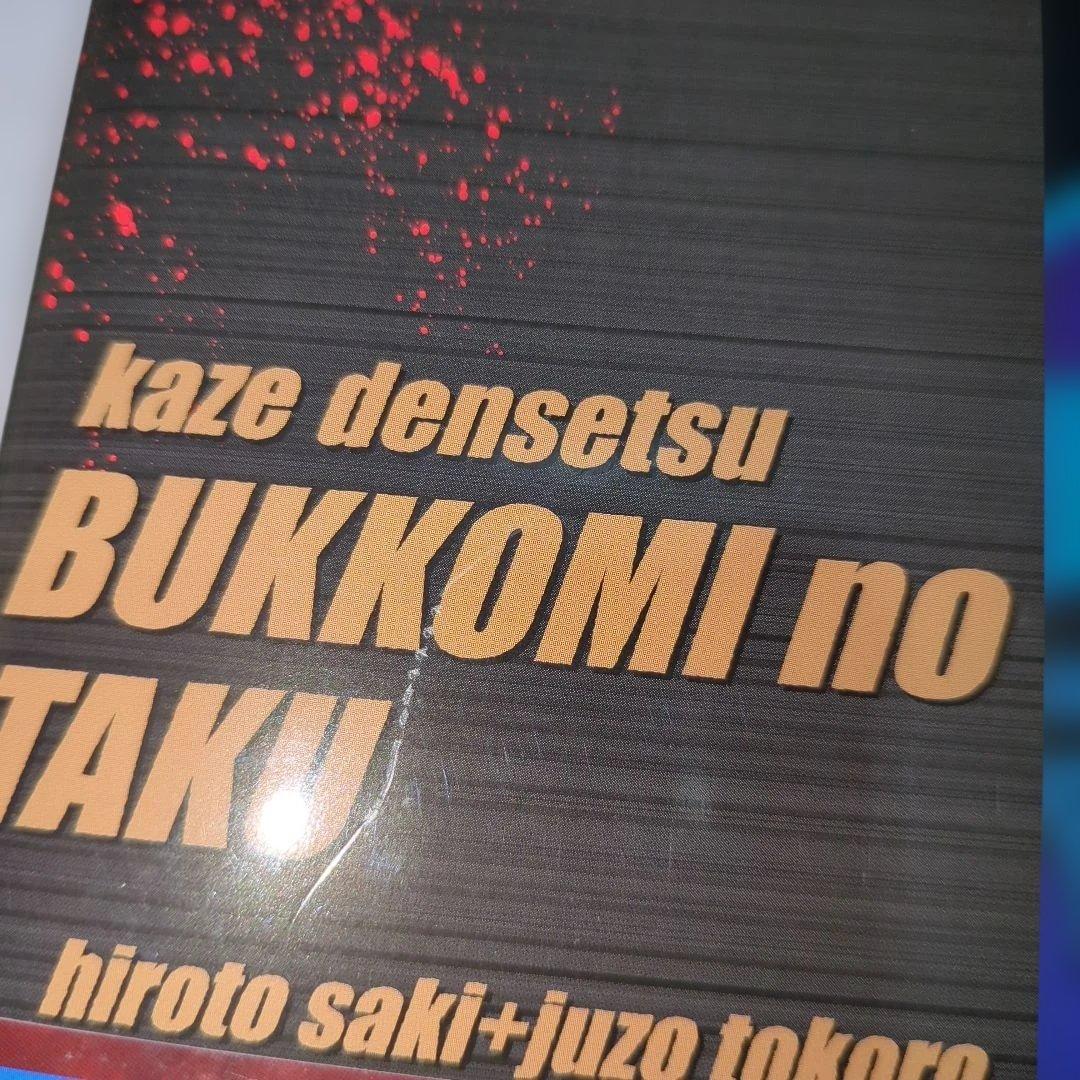 kaze densetsu
BUKKOMI no
TAKU
hiroto saki+juzo tokoro